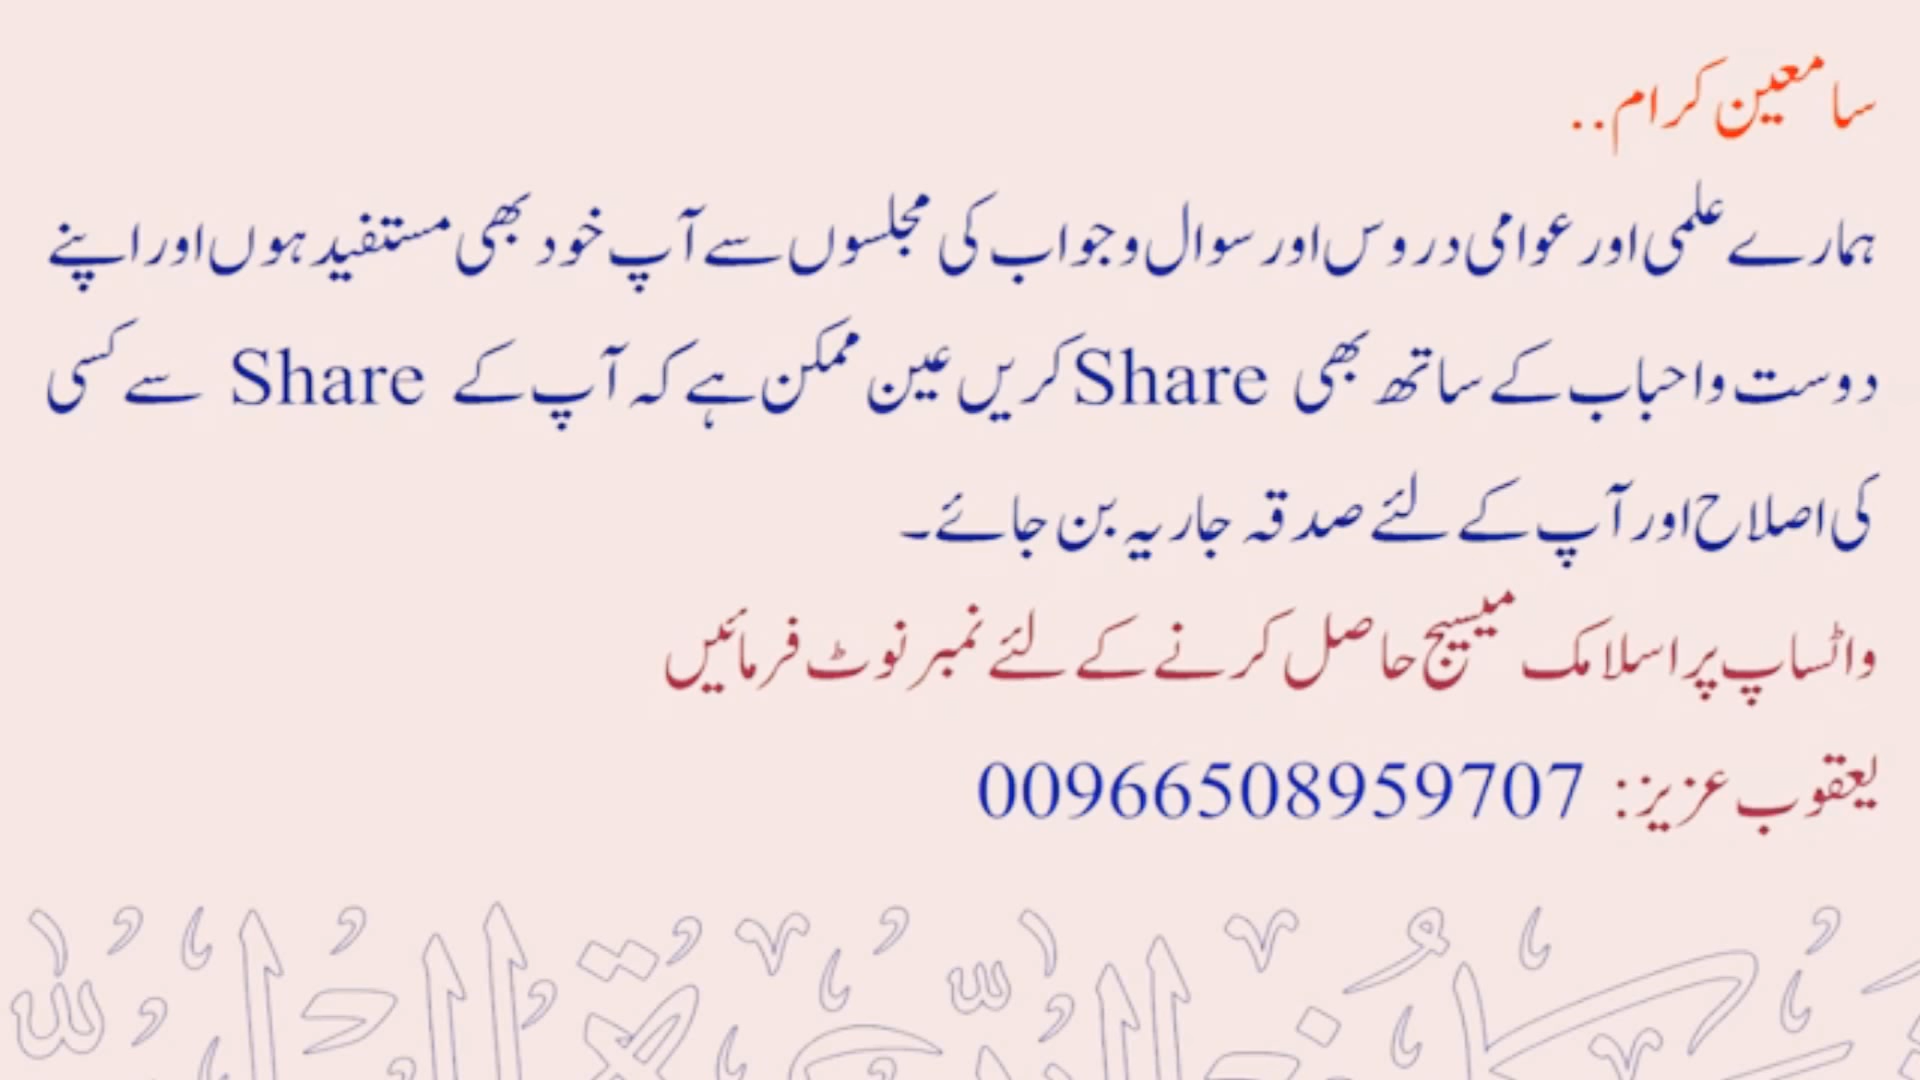 سامعین کرام..
ہمارے علمی اور عوامی دروس اور سوال وجواب کی مجلسوں سے آپ خود بھی مستفید ہوں اور اپنے
دوست واحباب کے ساتھ بھی Share کریں عین ممکن ہے کہ آپ کے Share سے کسی
کی اصلاح اور آپ کے لئے صدقہ جاریہ بن جائے۔
واٹساپ پر اسلامک میسیج حاصل کرنے کے لئے نمبر نوٹ فرمائیں
یعقوب عزیز: 00966508959707